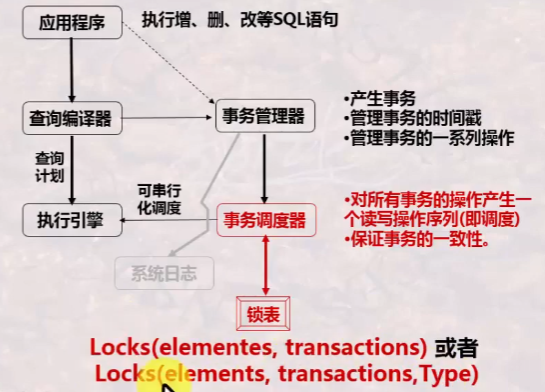 应用程序
执行增、删、改等SQL语句
查询编译器
事务管理器
•产生事务
•管理事务的时间戳
•管理事务的一系列操作
查询
计划
可串行
化调度
执行引擎
事务调度器
•对所有事务的操作产生一
个读写操作序列(即调度)
•保证事务的一致性。
系统日志
锁表
Locks(elementes, transactions) 或者
Locks(elements, transactions,Type)